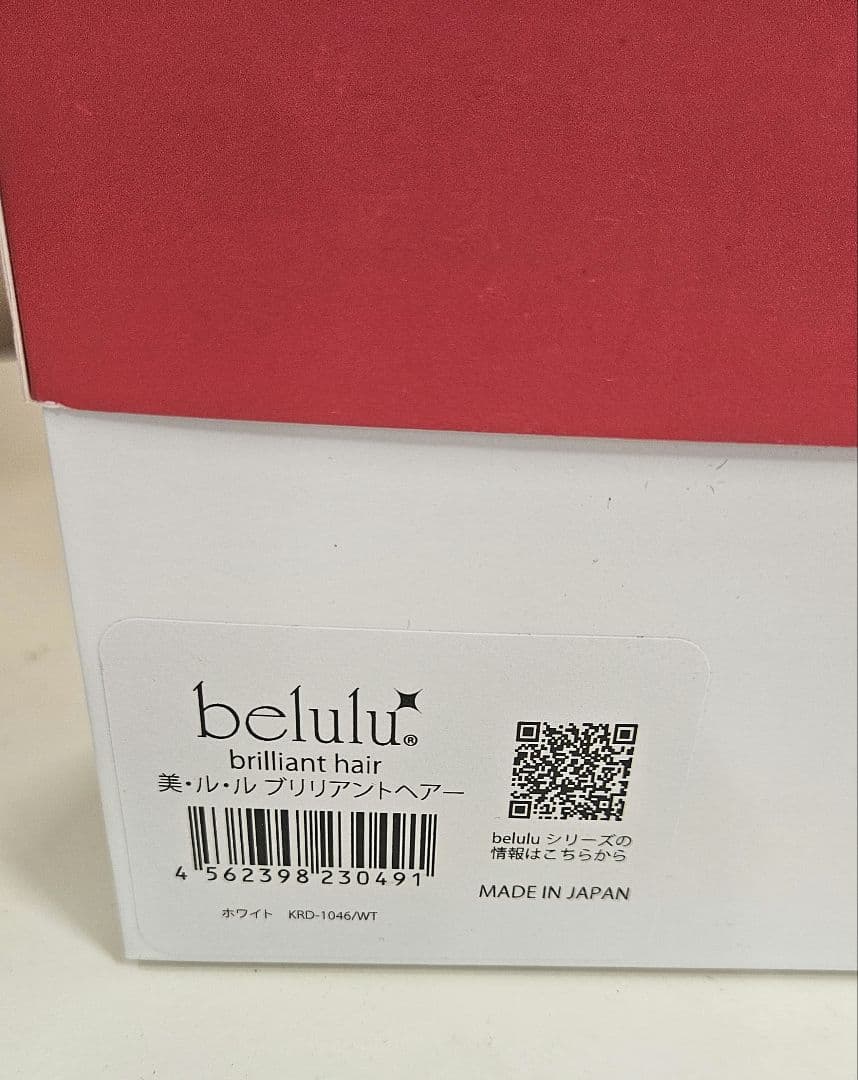 belulu®
brilliant hair
美・ル・ル ブリリアントヘアー
4 562398 230491
ホワイト KRD-1046/WT
belulu シリーズの
情報はこちらから
MADE IN JAPAN